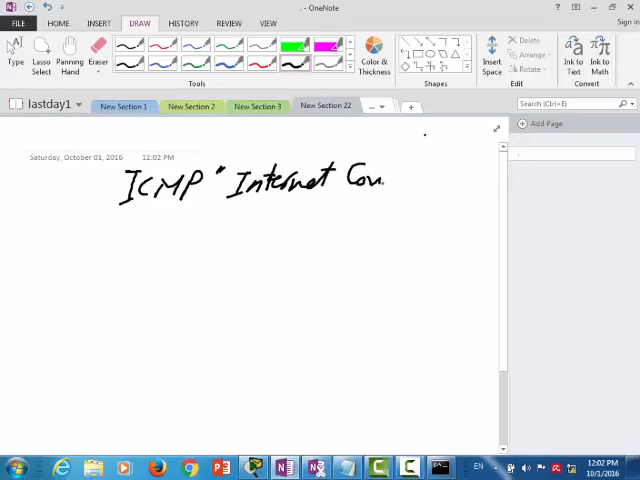 . - OneNote
?
FILE HOME INSERT DRAW HISTORY REVIEW VIEW Sign in
Type Lasso Select Panning Hand Eraser Color & Thickness Insert Space Delete Arrange Rotate Ink to Text Ink to Math
Tools Shapes Edit Convert
lastday1 New Section 1 New Section 2 New Section 3 New Section 22 ... + Search (Ctrl+E)
Add Page
Saturday, October 01, 2016 12:02 PM
ICMP " Internet Con
EN 12:02 PM
10/1/2016